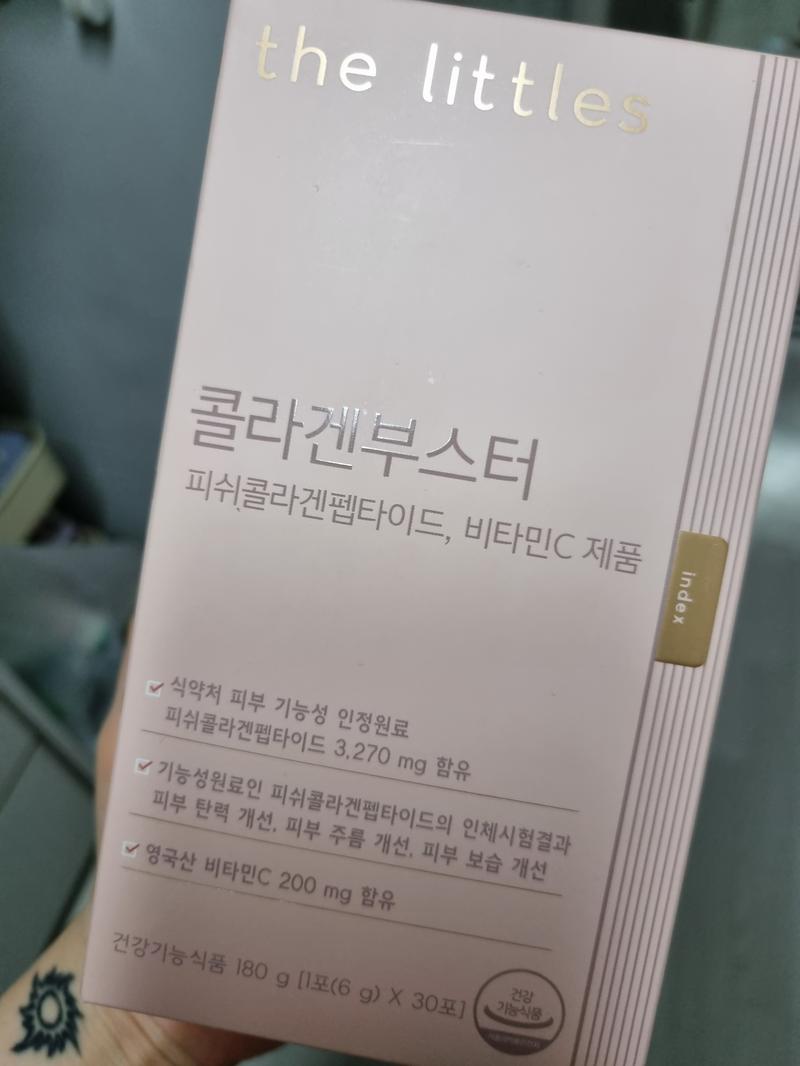 the littles
콜라겐부스터
피쉬콜라겐펩타이드, 비타민C 제품
index
식약처 피부 기능성 인정원료
피쉬콜라겐펩타이드 3,270 mg 함유
기능성원료인 피쉬콜라겐펩타이드의 인체시험결과
피부 탄력 개선, 피부 주름 개선, 피부 보습 개선
영국산 비타민C 200 mg 함유
건강기능식품 180 g [1포(6 g) X 30포]
건강
기능식품